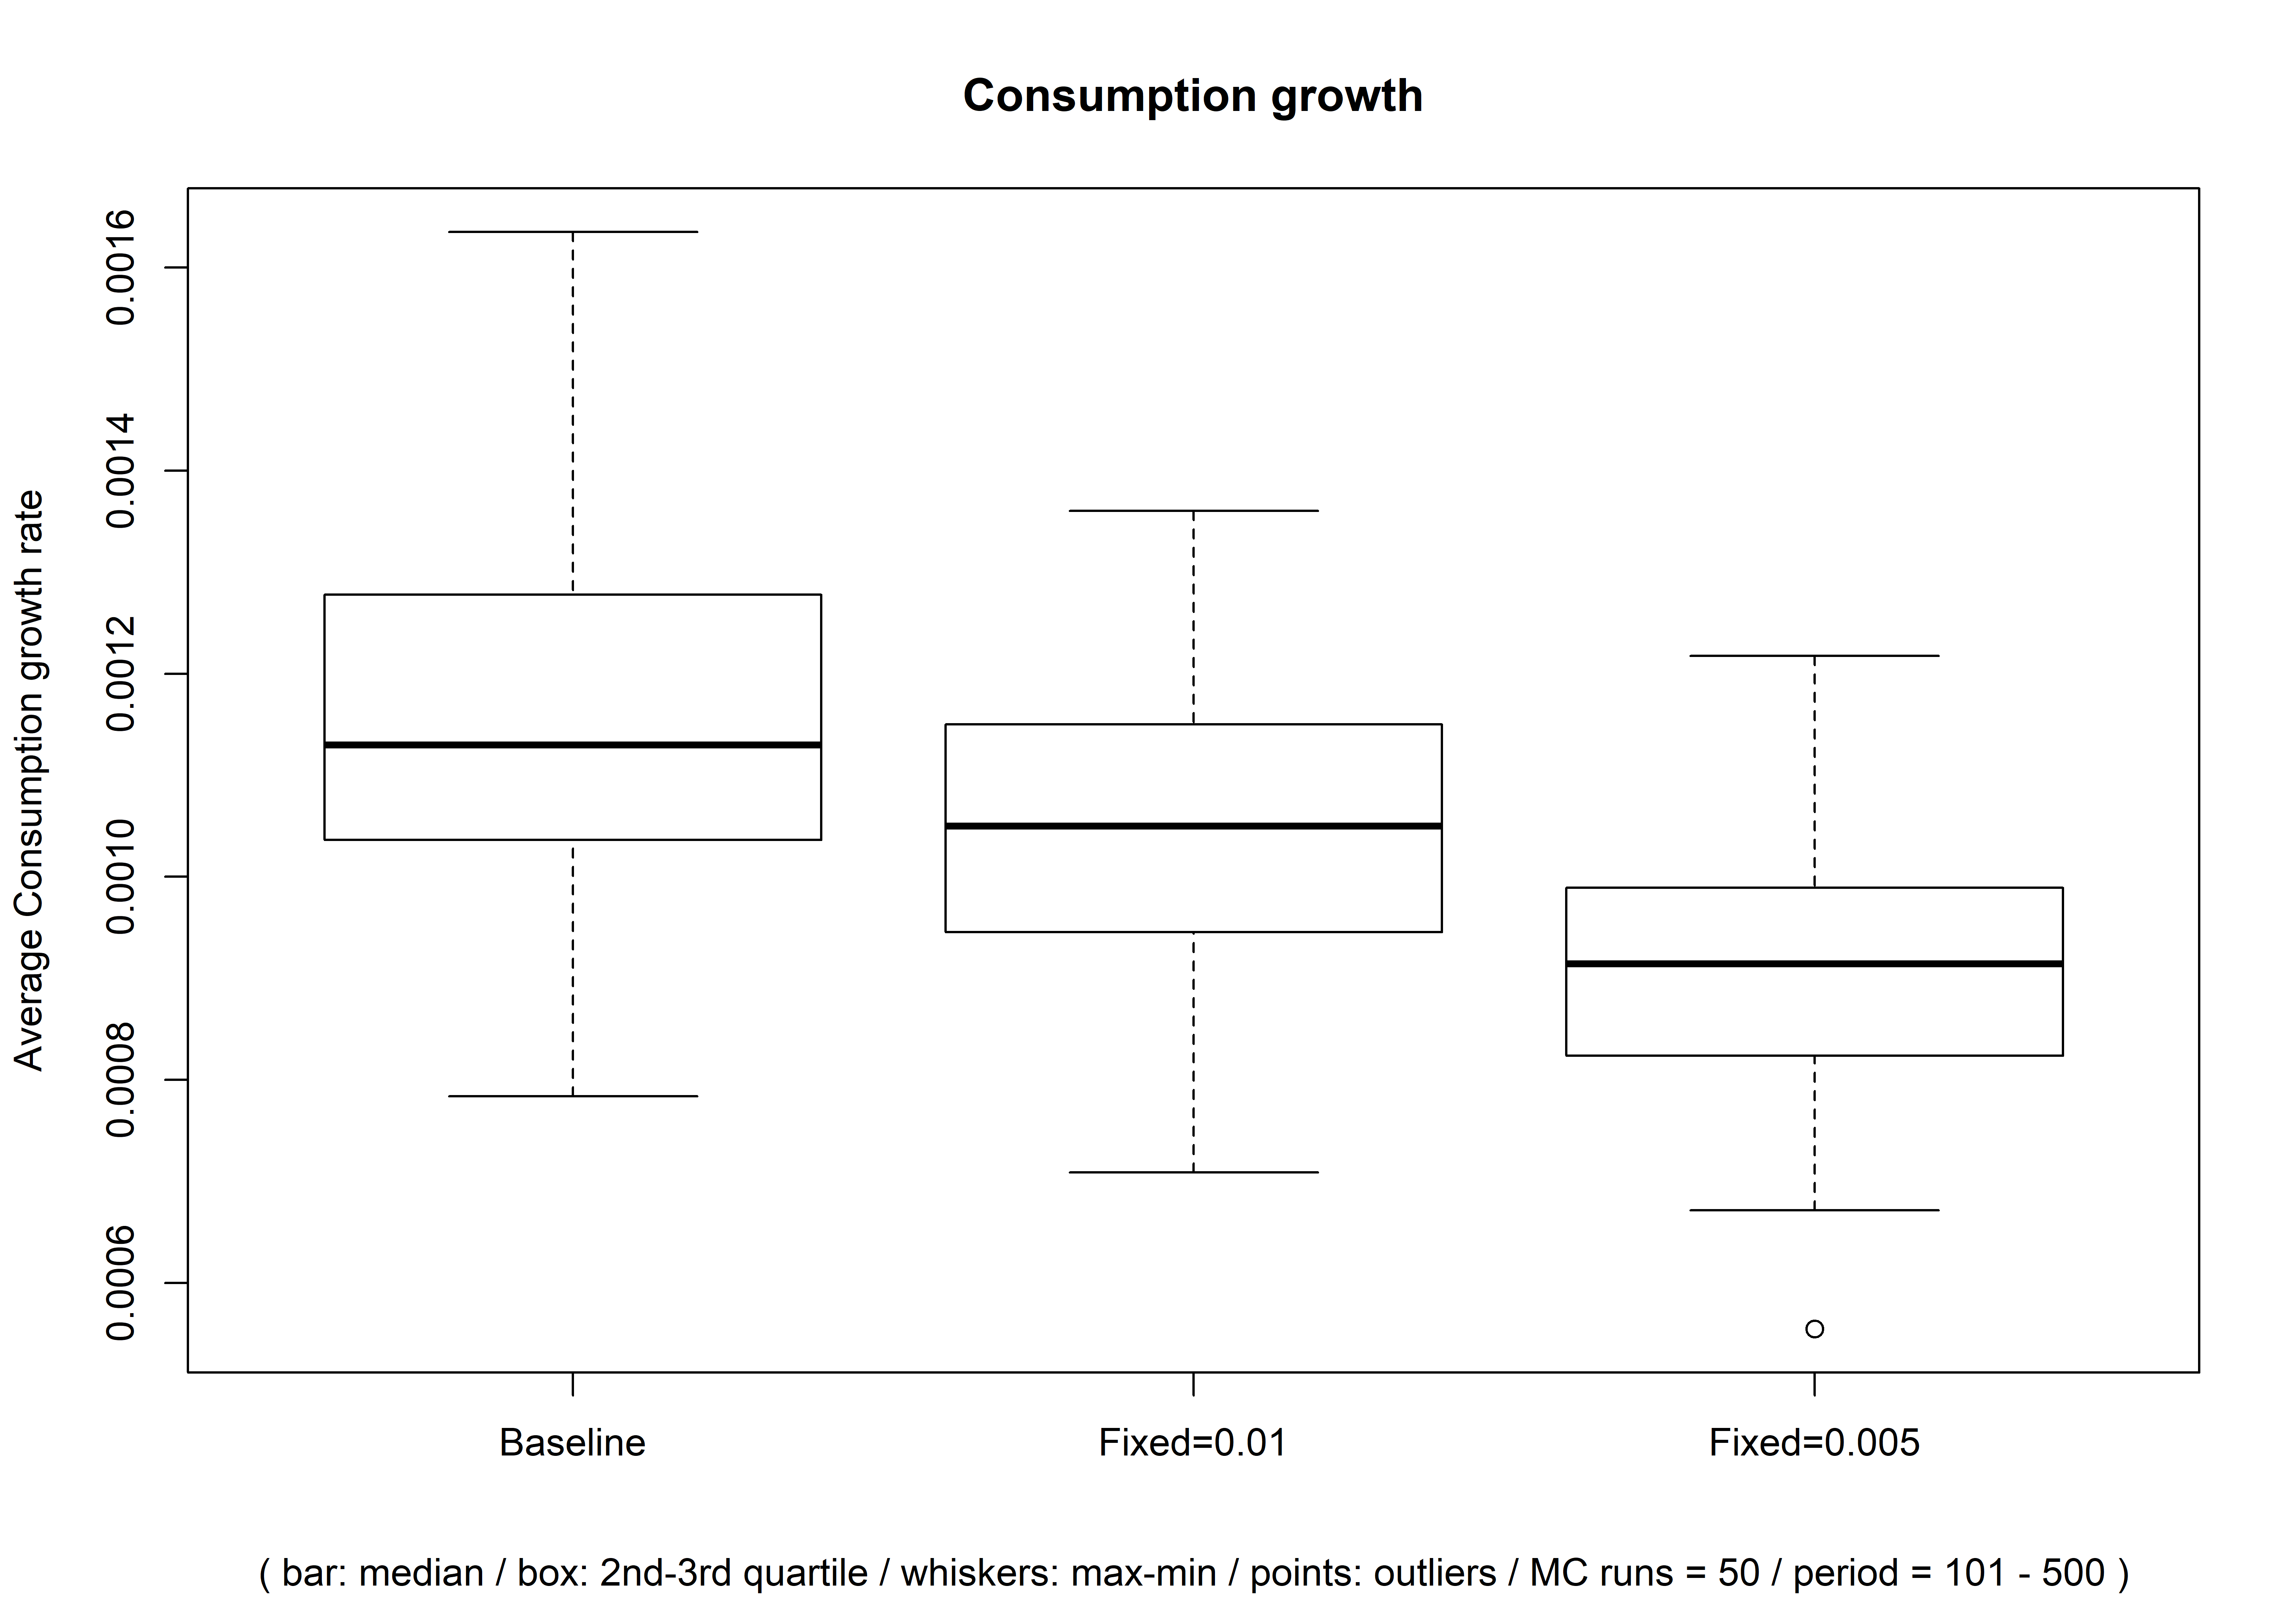 Consumption growth
Average Consumption growth rate
0.0016
0.0014
0.0012
0.0010
0.0008
0.0006
Baseline
Fixed=0.01
Fixed=0.005
( bar: median / box: 2nd-3rd quartile / whiskers: max-min / points: outliers / MC runs = 50 / period = 101 - 500 )